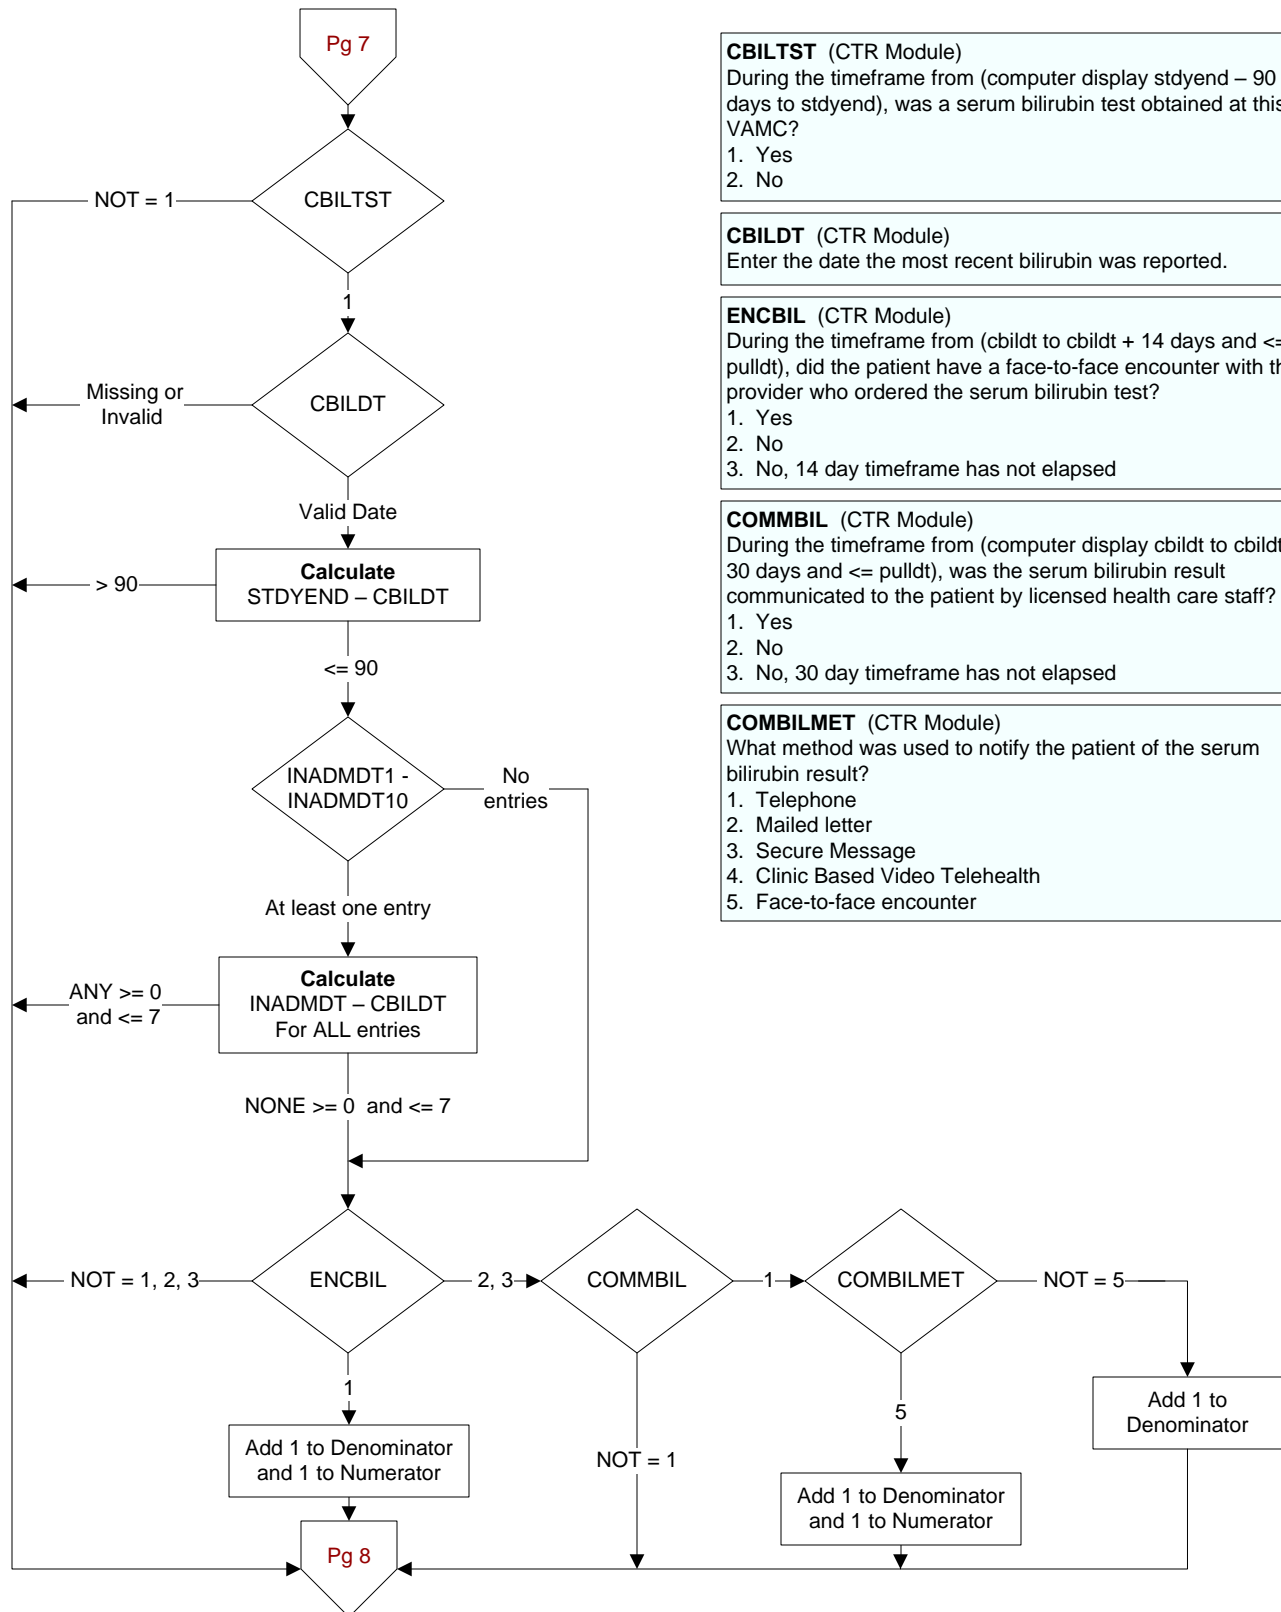 Pg 7
CBILTST (CTR Module)
During the timeframe from (computer display stdyend – 90
days to stdyend), was a serum bilirubin test obtained at this
VAMC?
1. Yes
2. No
CBILDT (CTR Module)
Enter the date the most recent bilirubin was reported.
ENCBIL (CTR Module)
During the timeframe from (cbildt to cbildt + 14 days and <=
pulldt), did the patient have a face-to-face encounter with
provider who ordered the serum bilirubin test?
1. Yes
2. No
3. No, 14 day timeframe has not elapsed
COMMBIL (CTR Module)
During the timeframe from (computer display cbildt to cbildt
30 days and <= pulldt), was the serum bilirubin result
communicated to the patient by licensed health care staff?
1. Yes
2. No
3. No, 30 day timeframe has not elapsed
COMBILMET (CTR Module)
What method was used to notify the patient of the serum
bilirubin result?
1. Telephone
2. Mailed letter
3. Secure Message
4. Clinic Based Video Telehealth
5. Face-to-face encounter
CBILTST
NOT = 1
1
CBILDT
Missing or
Invalid
Valid Date
Calculate
STDYEND – CBILDT
> 90
<= 90
INADMDT1 -
INADMDT10
No
entries
At least one entry
Calculate
INADMDT – CBILDT
For ALL entries
ANY >= 0
and <= 7
NONE >= 0 and <= 7
NOT = 1, 2, 3
ENCBIL
2, 3
COMMBIL
1
COMBILMET
NOT = 5
1
Add 1 to Denominator
and 1 to Numerator
NOT = 1
5
Add 1 to Denominator
and 1 to Numerator
Add 1 to
Denominator
Pg 8